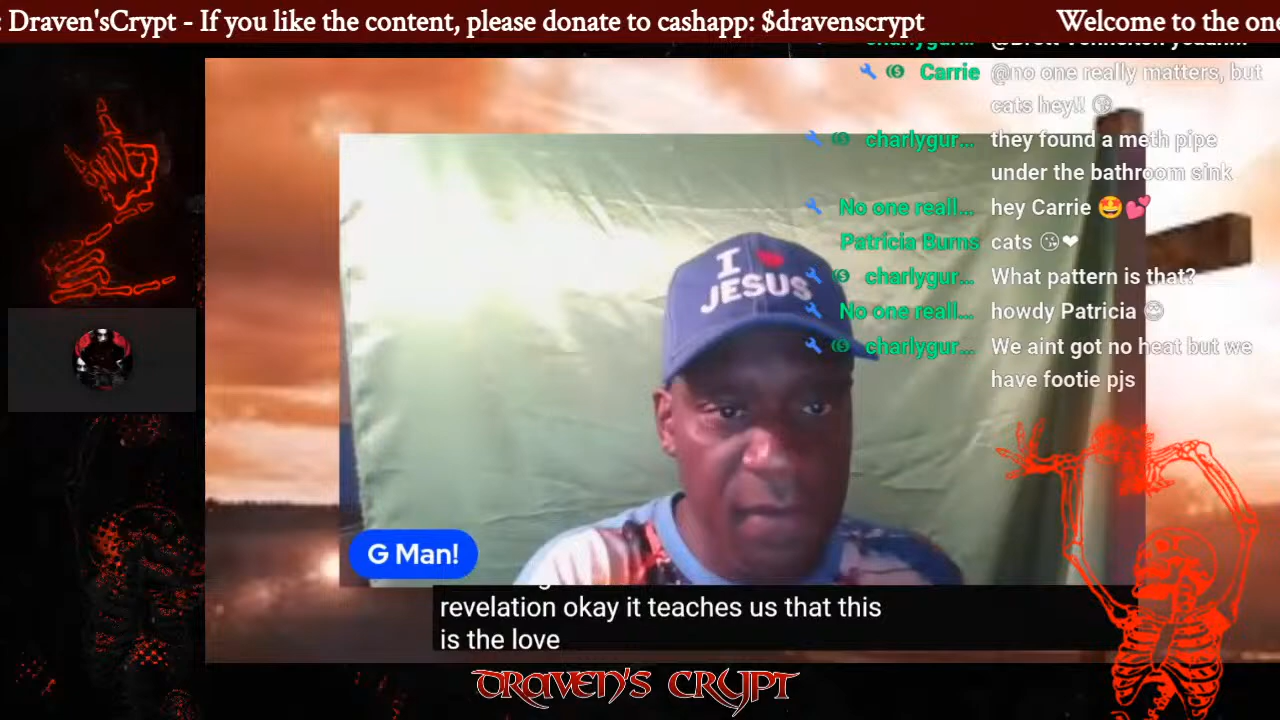 : Draven'sCrypt - If you like the content, please donate to cashapp: $dravenscrypt
Welcome to the one
Carrie @no one really matters, but
cats hey!! 😘
charlygur... they found a meth pipe
under the bathroom sink
No one reall... hey Carrie 🤩💕
Patricia Burns cats 😘❤
charlygur... What pattern is that?
No one reall... howdy Patricia 😊
charlygur... We aint got no heat but we
have footie pjs
I ❤
JESUS
G Man!
revelation okay it teaches us that this
is the love
DRAVEN'S CRYPT